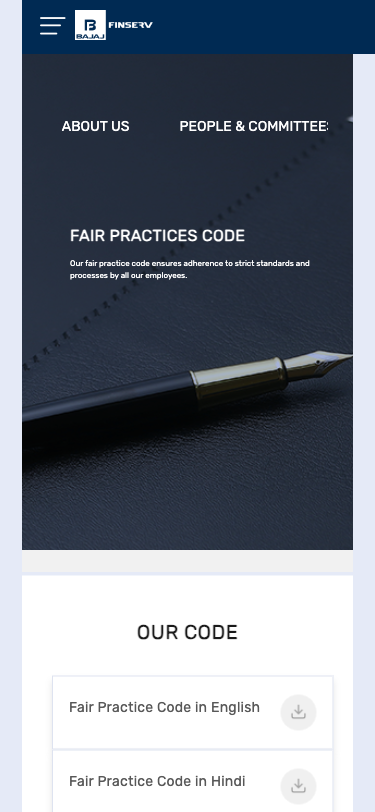 B
BAJAJ
FINSERV
ABOUT US
PEOPLE & COMMITTEES
FAIR PRACTICES CODE
Our fair practice code ensures adherence to strict standards and
processes by all our employees.
OUR CODE
Fair Practice Code in English
Fair Practice Code in Hindi